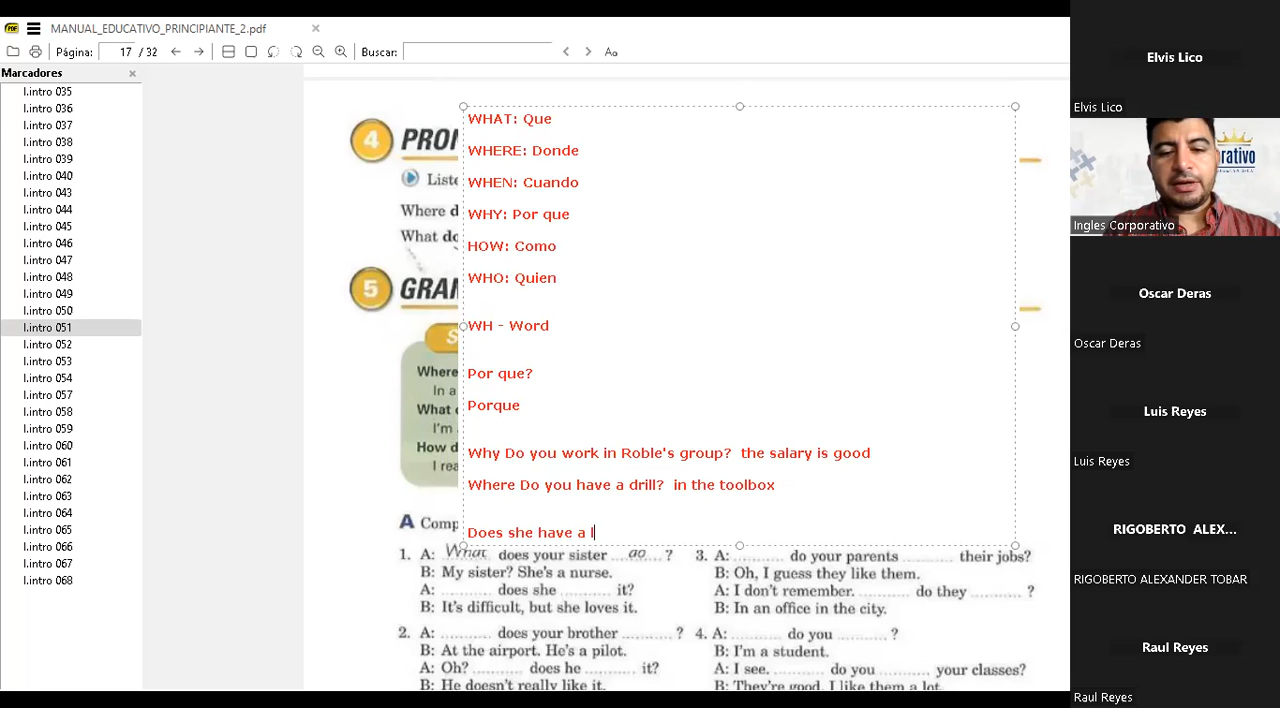 MANUAL_EDUCATIVO_PRINCIPIANTE_2.pdf
Página: 17 / 32 Buscar: Aa
Marcadores
I.intro 035
I.intro 036
I.intro 037
I.intro 038
I.intro 039
I.intro 040
I.intro 043
I.intro 044
I.intro 045
I.intro 046
I.intro 047
I.intro 048
I.intro 049
I.intro 050
I.intro 051
I.intro 052
I.intro 053
I.intro 054
I.intro 057
I.intro 058
I.intro 059
I.intro 060
I.intro 061
I.intro 062
I.intro 063
I.intro 064
I.intro 065
I.intro 066
I.intro 067
I.intro 068
4
Where d
What do
5
Where
In a
What
I'm
How d
I rea
WHAT: Que
WHERE: Donde
WHEN: Cuando
WHY: Por que
HOW: Como
WHO: Quien
WH - Word
Por que?
Porque
Why Do you work in Roble's group? the salary is good
Where Do you have a drill? in the toolbox
Does she have a l
A Comp
1. A: What does your sister do ?
B: My sister? She's a nurse.
A: ........ does she ........ it?
B: It's difficult, but she loves it.
2. A: ........ does your brother ........ ?
B: At the airport. He's a pilot.
A: Oh? ........ does he ........ it?
B: He doesn't really like it.
3. A: ........ do your parents ........ their jobs?
B: Oh, I guess they like them.
A: I don't remember. ........ do they ........ ?
B: In an office in the city.
4. A: ........ do you ........ ?
B: I'm a student.
A: I see. ........ do you ........ your classes?
B: They're good. I like them a lot.
Elvis Lico
Elvis Lico
rativo
Ingles Corporativo
Oscar Deras
Oscar Deras
Luis Reyes
Luis Reyes
RIGOBERTO ALEX...
RIGOBERTO ALEXANDER TOBAR
Raul Reyes
Raul Reyes